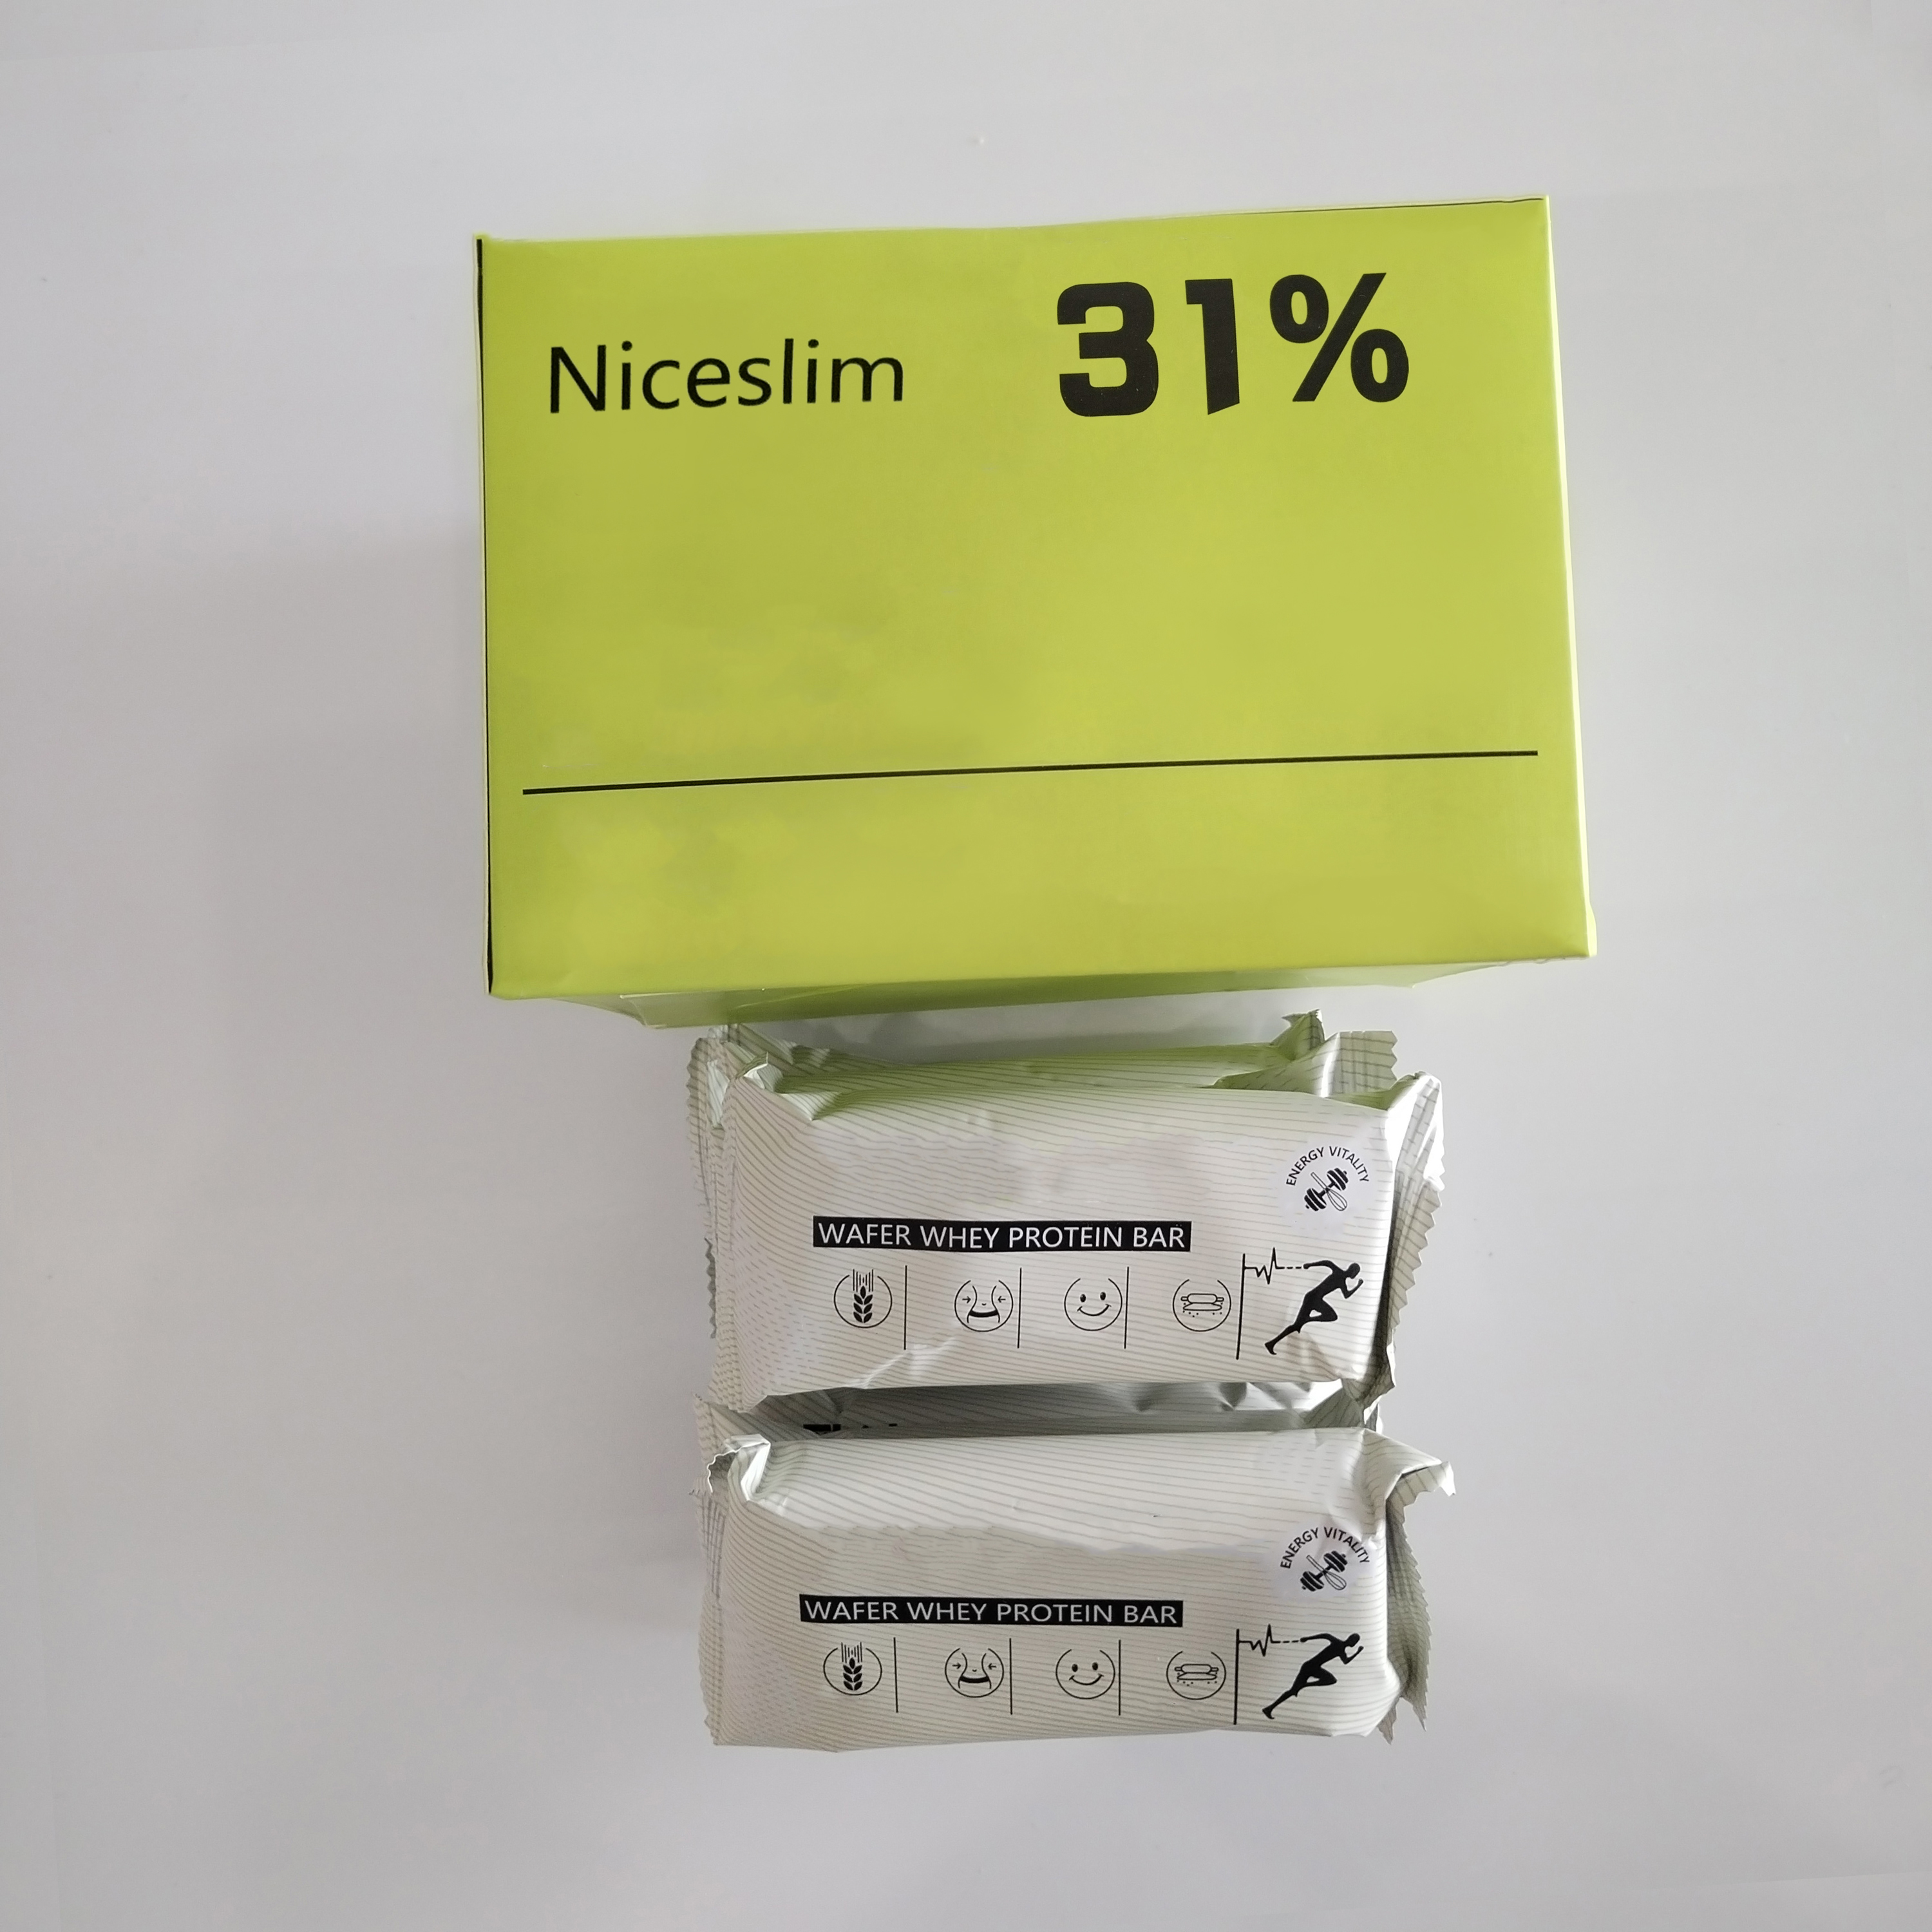 Niceslim
31%
ENERGY VITALITY
WAFER WHEY PROTEIN BAR
ENERGY VITALITY
WAFER WHEY PROTEIN BAR